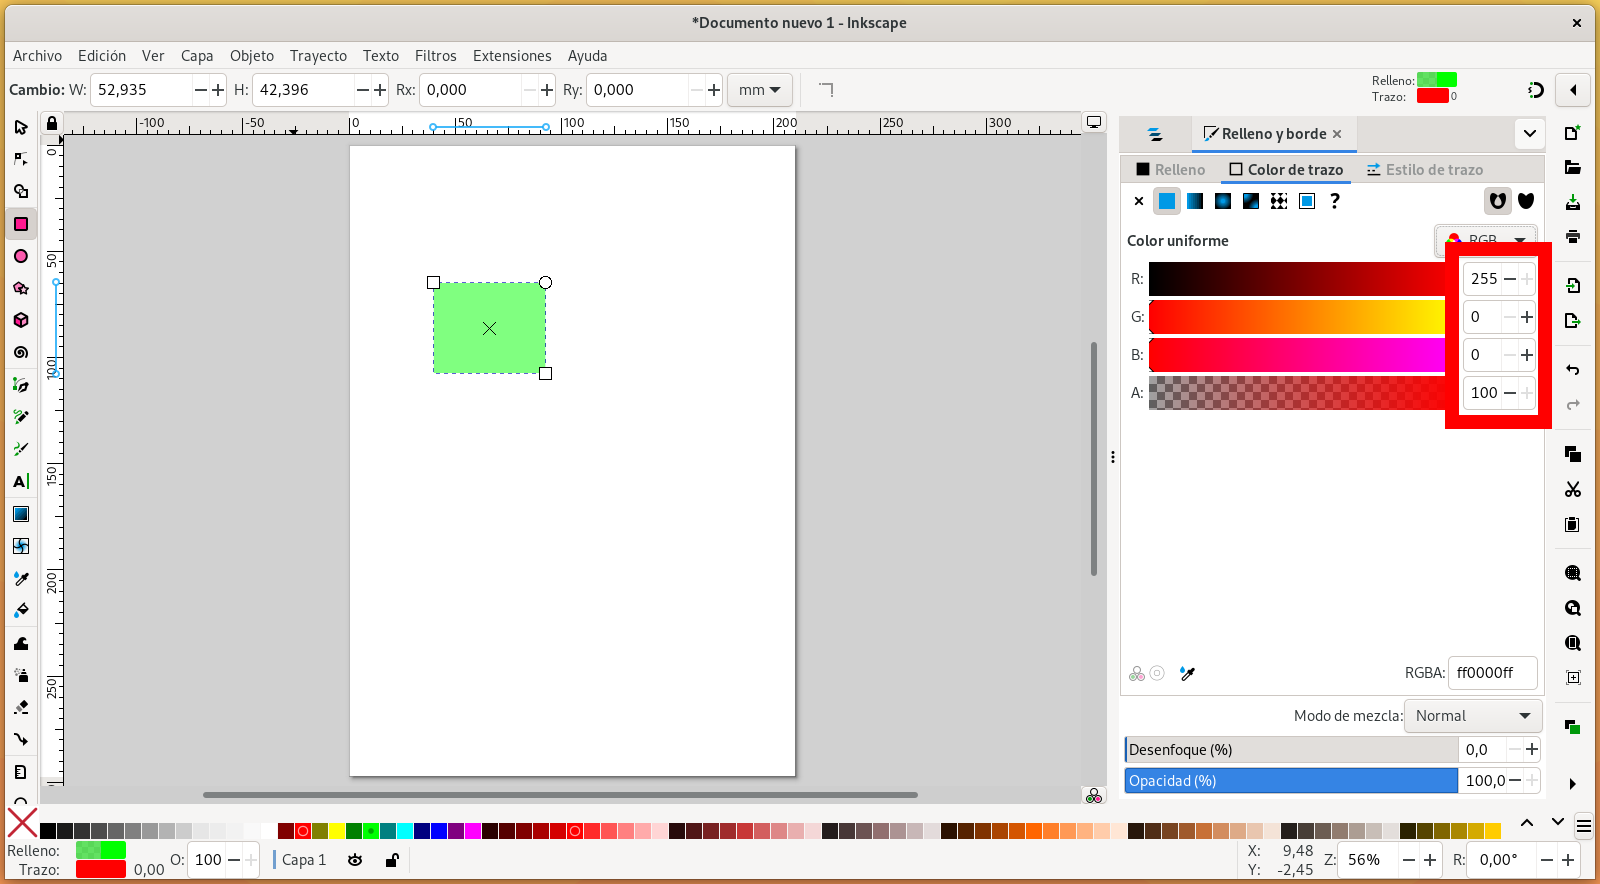 *Documento nuevo 1 - Inkscape
Archivo Edición Ver Capa Objeto Trayecto Texto Filtros Extensiones Ayuda
Cambio: W: 52,935 H: 42,396 Rx: 0,000 Ry: 0,000 mm
Relleno:
Trazo: 0
-100 -50 0 50 100 150 200 250 300
0
50
100
150
200
250
Relleno y borde
Relleno Color de trazo Estilo de trazo
?
Color uniforme RGB
R: 255
G: 0
B: 0
A: 100
RGBA: ff0000ff
Modo de mezcla: Normal
Desenfoque (%) 0,0
Opacidad (%) 100,0
Relleno:
Trazo: 0,00
O: 100
Capa 1
X: 9,48
Y: -2,45
Z: 56%
R: 0,00°